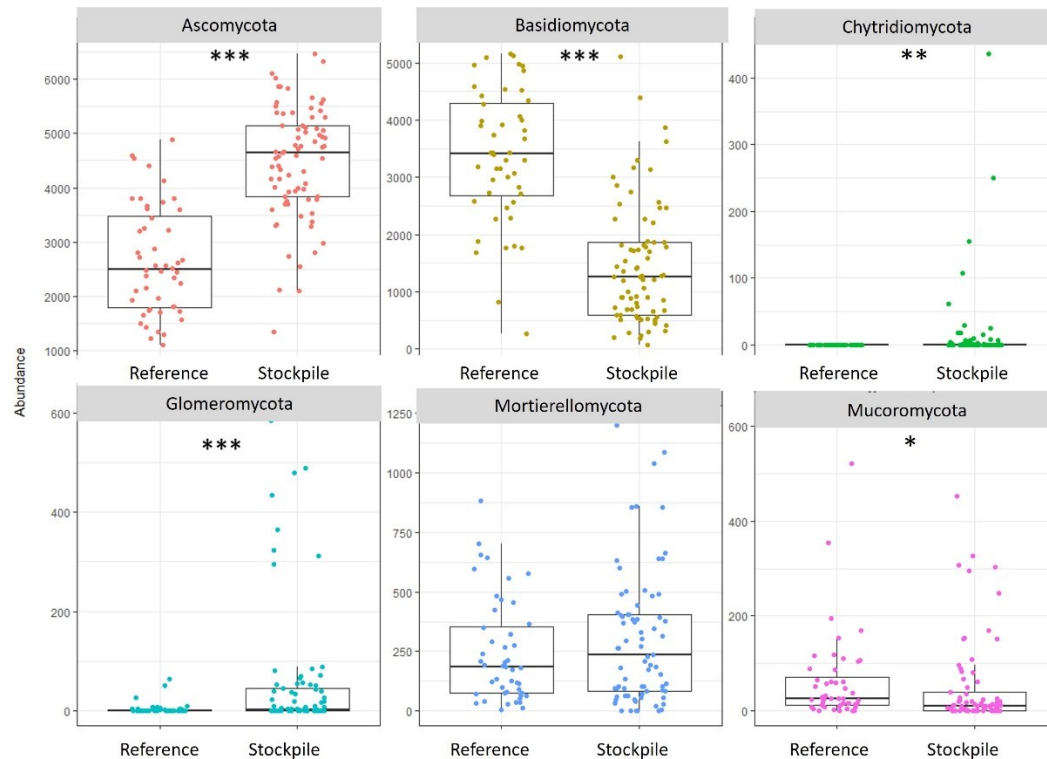 Ascomycota
Basidiomycota
Chytridiomycota
***
***
**
6000
5000
4000
3000
2000
1000
5000
4000
3000
2000
1000
0
400
300
200
100
0
Reference Stockpile
Reference Stockpile
Reference Stockpile
Abundance
Glomeromycota
Mortierellomycota
Mucoromycota
***
*
600
400
200
0
1250
1000
750
500
250
0
600
400
200
0
Reference Stockpile
Reference Stockpile
Reference Stockpile